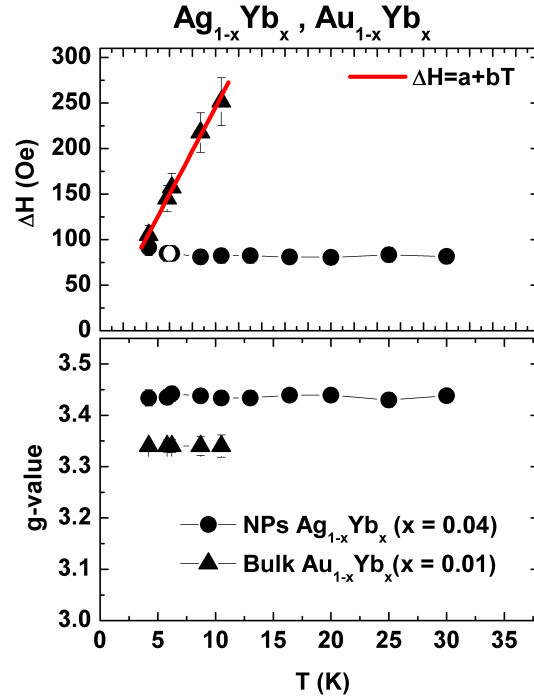 Ag₁₋ₓYbₓ , Au₁₋ₓYbₓ
300
250
200
150
100
50
0
ΔH (Oe)
ΔH=a+bT
3.5
3.4
3.3
3.2
3.1
3.0
g-value
NPs Ag₁₋ₓYbₓ (x = 0.04)
Bulk Au₁₋ₓYbₓ(x = 0.01)
0 5 10 15 20 25 30 35
T (K)